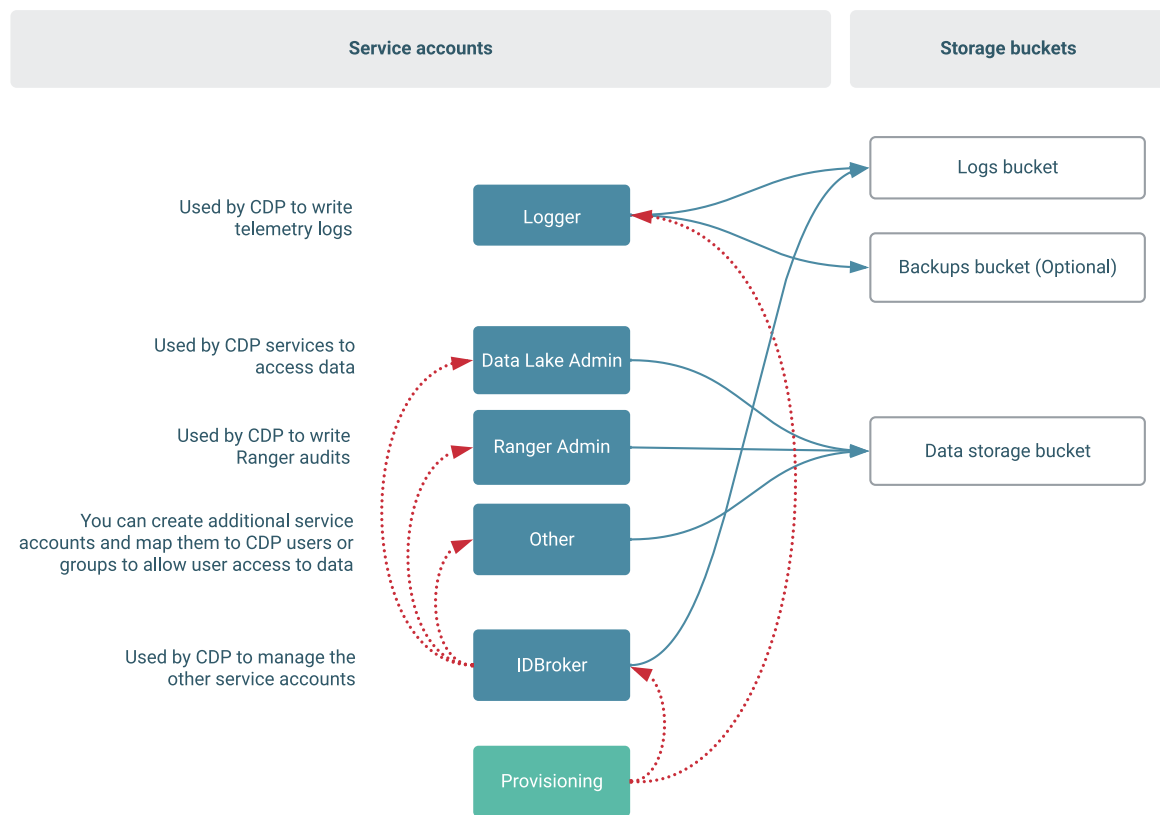 Service accounts
Storage buckets
Logs bucket
Used by CDP to write
telemetry logs
Logger
Backups bucket (Optional)
Used by CDP services to
access data
Data Lake Admin
Used by CDP to write
Ranger audits
Ranger Admin
Data storage bucket
You can create additional service
accounts and map them to CDP users or
groups to allow user access to data
Other
Used by CDP to manage the
other service accounts
IDBroker
Provisioning